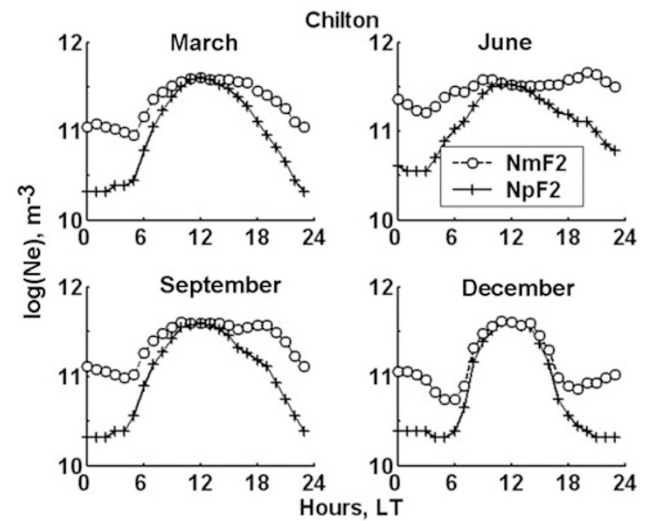 Chilton
March
June
12
11
10
0 6 12 18 24
12
11
10
0 6 12 18 24
NmF2
NpF2
log(Ne), m-3
September
December
12
11
10
0 6 12 18 24
12
11
10
0 6 12 18 24
Hours, LT